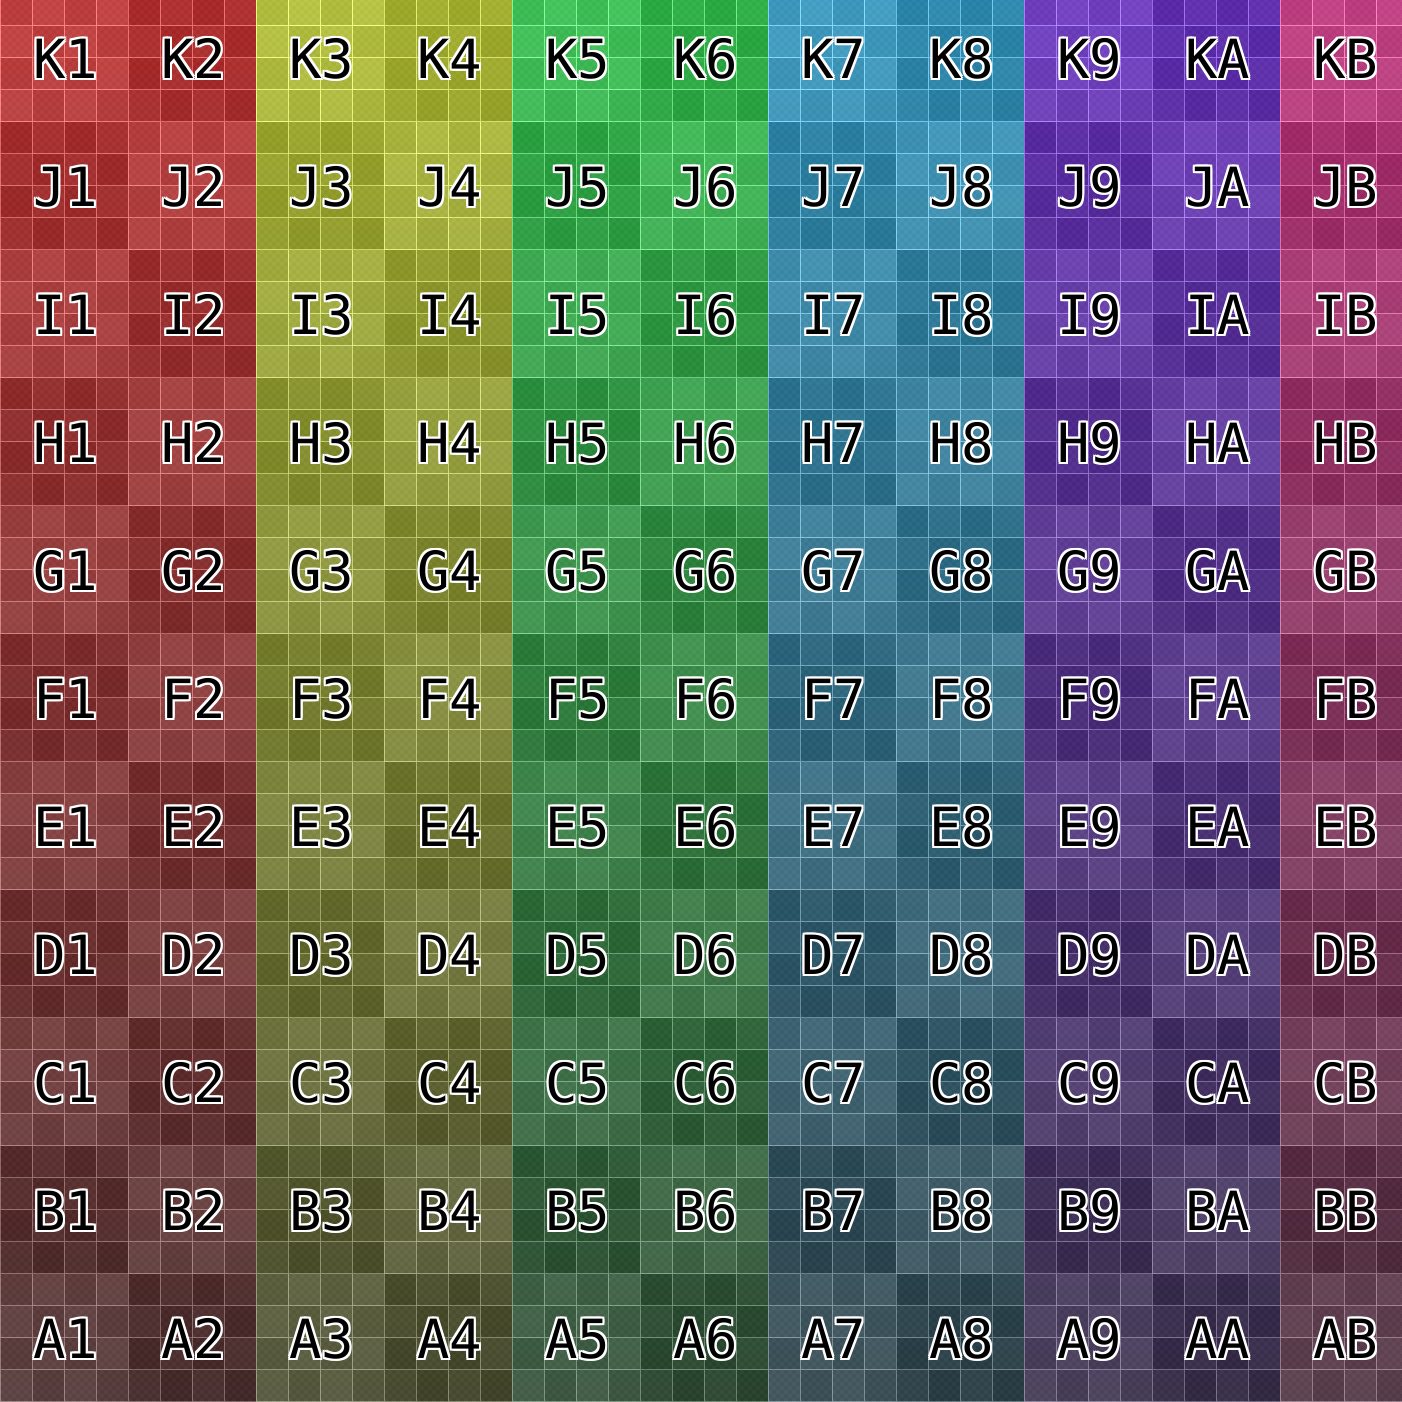 K1 K2 K3 K4 K5 K6 K7 K8 K9 KA KB
J1 J2 J3 J4 J5 J6 J7 J8 J9 JA JB
I1 I2 I3 I4 I5 I6 I7 I8 I9 IA IB
H1 H2 H3 H4 H5 H6 H7 H8 H9 HA HB
G1 G2 G3 G4 G5 G6 G7 G8 G9 GA GB
F1 F2 F3 F4 F5 F6 F7 F8 F9 FA FB
E1 E2 E3 E4 E5 E6 E7 E8 E9 EA EB
D1 D2 D3 D4 D5 D6 D7 D8 D9 DA DB
C1 C2 C3 C4 C5 C6 C7 C8 C9 CA CB
B1 B2 B3 B4 B5 B6 B7 B8 B9 BA BB
A1 A2 A3 A4 A5 A6 A7 A8 A9 AA AB